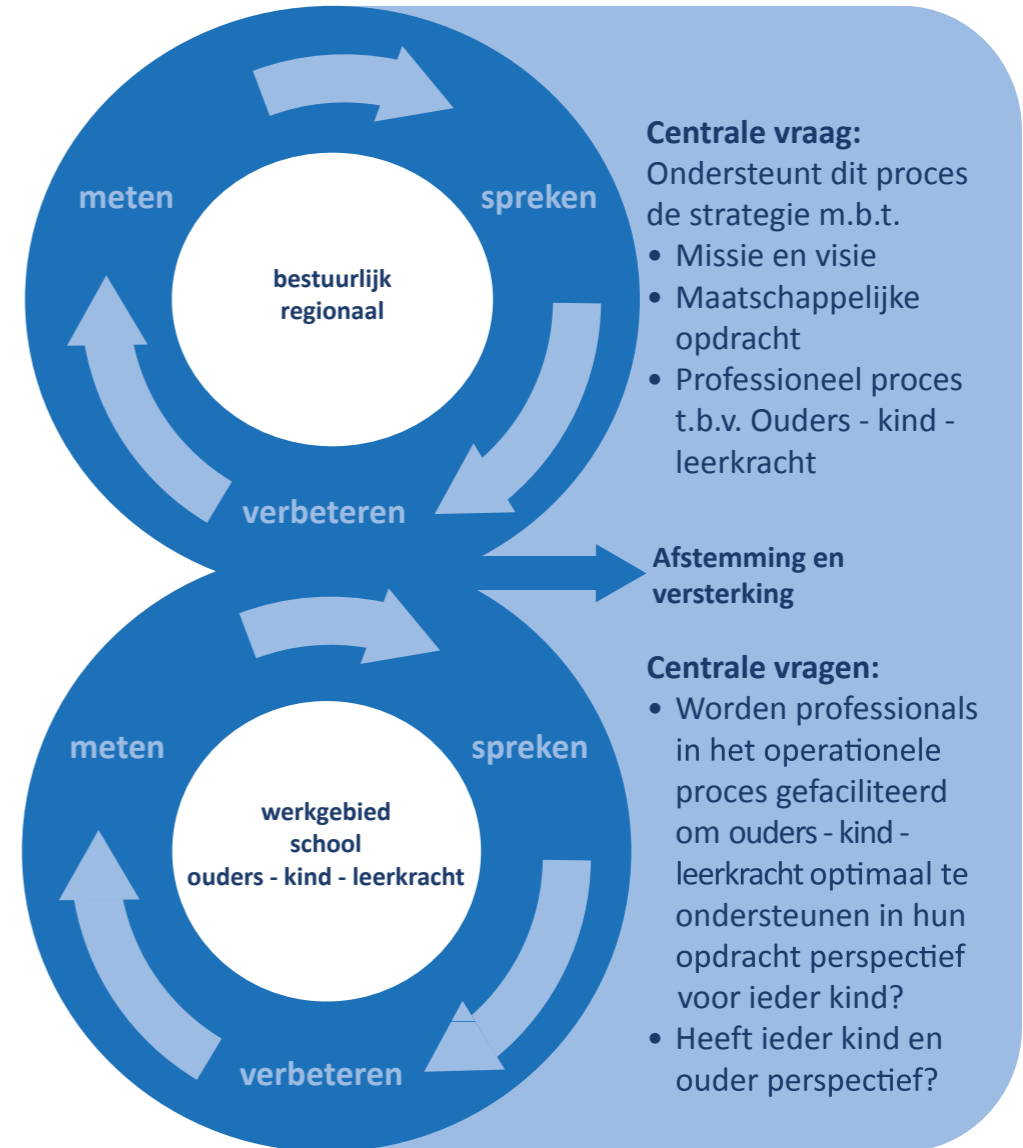 meten
spreken
bestuurlijk
regionaal
verbeteren
Centrale vraag:
Ondersteunt dit proces
de strategie m.b.t.
• Missie en visie
• Maatschappelijke
opdracht
• Professioneel proces
t.b.v. Ouders - kind -
leerkracht
Afstemming en
versterking
meten
spreken
werkgebied
school
ouders - kind - leerkracht
verbeteren
Centrale vragen:
• Worden professionals
in het operationele
proces gefaciliteerd
om ouders - kind -
leerkracht optimaal te
ondersteunen in hun
opdracht perspectief
voor ieder kind?
• Heeft ieder kind en
ouder perspectief?